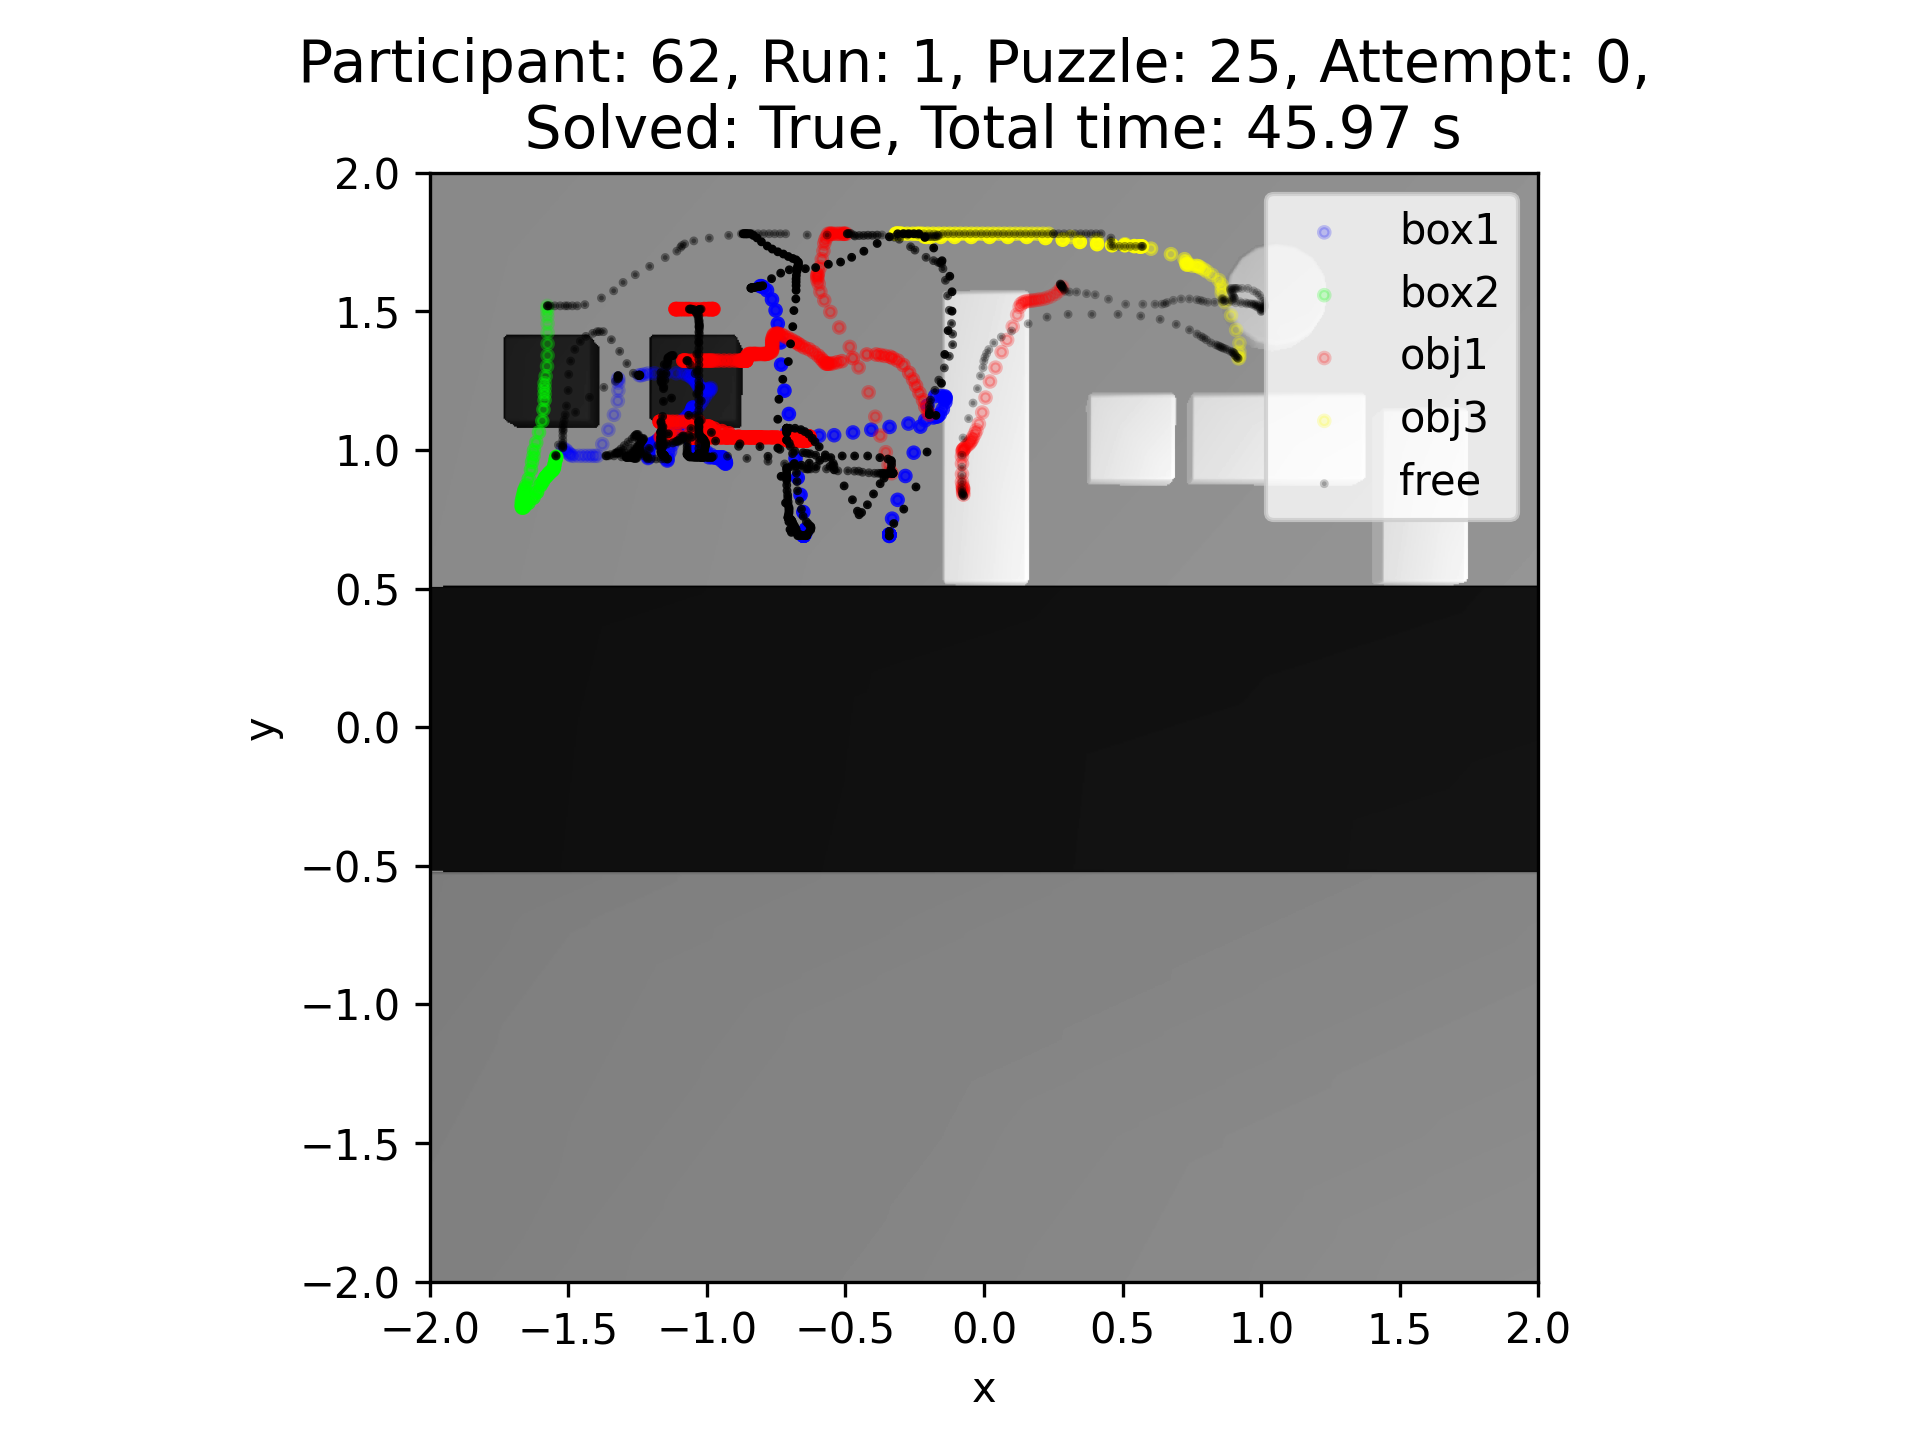 Participant: 62, Run: 1, Puzzle: 25, Attempt: 0,
Solved: True, Total time: 45.97 s
2.0
1.5
1.0
0.5
0.0
−0.5
−1.0
−1.5
−2.0
y
box1
box2
obj1
obj3
free
−2.0 −1.5 −1.0 −0.5 0.0 0.5 1.0 1.5 2.0
x